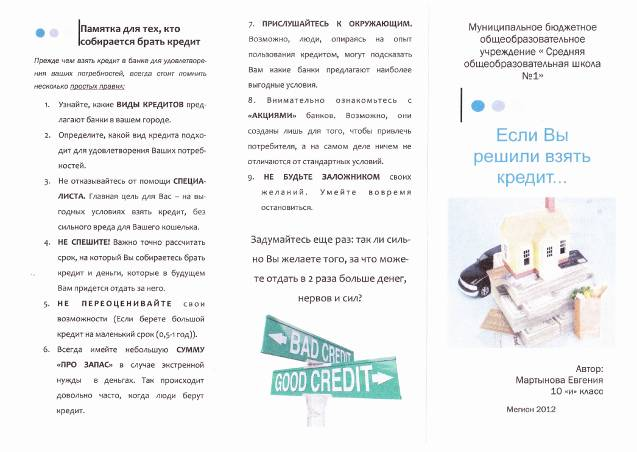 Памятка для тех, кто
собирается брать кредит
Прежде чем взять кредит в банке для удовлетворе-
ния ваших потребностей, всегда стоит помнить
несколько простых правил:
1. Узнайте, какие ВИДЫ КРЕДИТОВ пред-
лагают банки в вашем городе.
2. Определите, какой вид кредита подхо-
дит для удовлетворения Ваших потреб-
ностей.
3. Не отказывайтесь от помощи СПЕЦИА-
ЛИСТА. Главная цель для Вас – на вы-
годных условиях взять кредит, без
сильного вреда для Вашего кошелька.
4. НЕ СПЕШИТЕ! Важно точно рассчитать
срок, на который Вы собираетесь брать
кредит и деньги, которые в будущем
Вам придется отдать за него.
5. НЕ ПЕРЕОЦЕНИВАЙТЕ свои
возможности (Если берете большой
кредит на маленький срок (0,5-1 год)).
6. Всегда имейте небольшую СУММУ
«ПРО ЗАПАС» в случае экстренной
нужды в деньгах. Так происходит
довольно часто, когда люди берут
кредит.
7. ПРИСЛУШАЙТЕСЬ К ОКРУЖАЮЩИМ.
Возможно, люди, опираясь на опыт
пользования кредитом, могут подсказать
Вам какие банки предлагают наиболее
выгодные условия.
8. Внимательно ознакомьтесь с
«АКЦИЯМИ» банков. Возможно, они
созданы лишь для того, чтобы привлечь
потребителя, а на самом деле ничем не
отличаются от стандартных условий.
9. НЕ БУДЬТЕ ЗАЛОЖНИКОМ своих
желаний. Умейте вовремя
остановиться.
Задумайтесь еще раз: так ли силь-
но Вы желаете того, за что може-
те отдать в 2 раза больше денег,
нервов и сил?
BAD CREDIT
GOOD CREDIT
Муниципальное бюджетное
общеобразовательное
учреждение « Средняя
общеобразовательная школа
№1»
Если Вы
решили взять
кредит...
Автор:
Мартынова Евгения
10 «и» класс
Мегион 2012